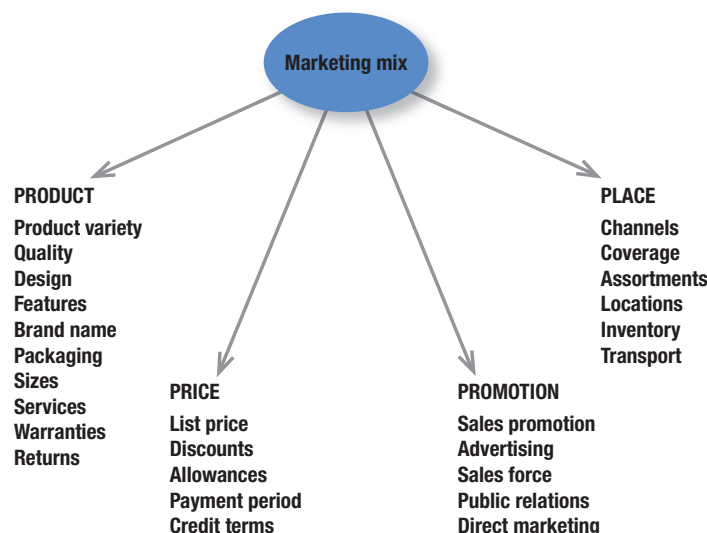 Marketing mix
PRODUCT
Product variety
Quality
Design
Features
Brand name
Packaging
Sizes
Services
Warranties
Returns
PRICE
List price
Discounts
Allowances
Payment period
Credit terms
PROMOTION
Sales promotion
Advertising
Sales force
Public relations
Direct marketing
PLACE
Channels
Coverage
Assortments
Locations
Inventory
Transport